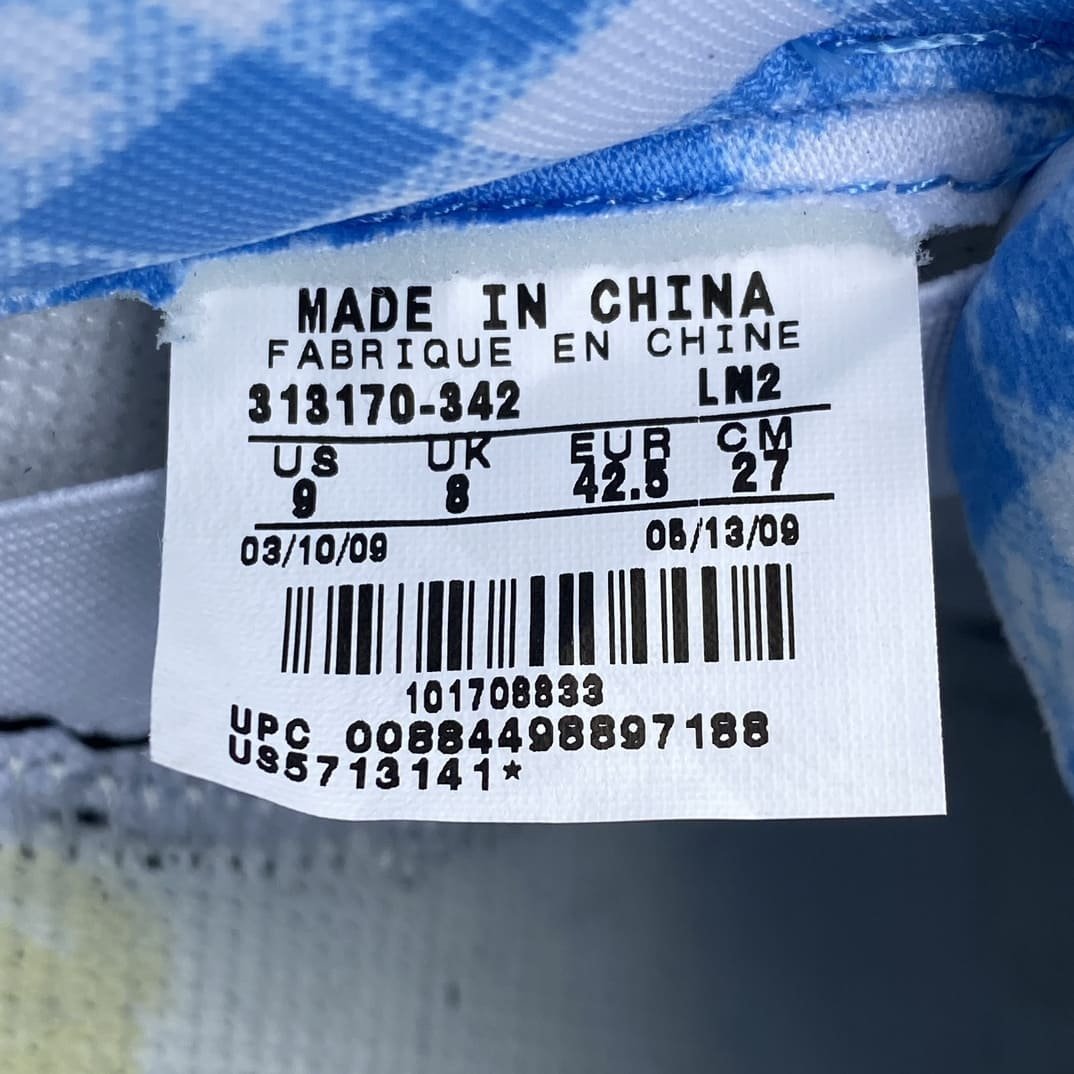 MADE IN CHINA
FABRIQUE EN CHINE
313170-342 LN2
US UK EUR CM
9 8 42.5 27
03/10/09 05/13/09
101708833
UPC 00884498897188
US5713141*